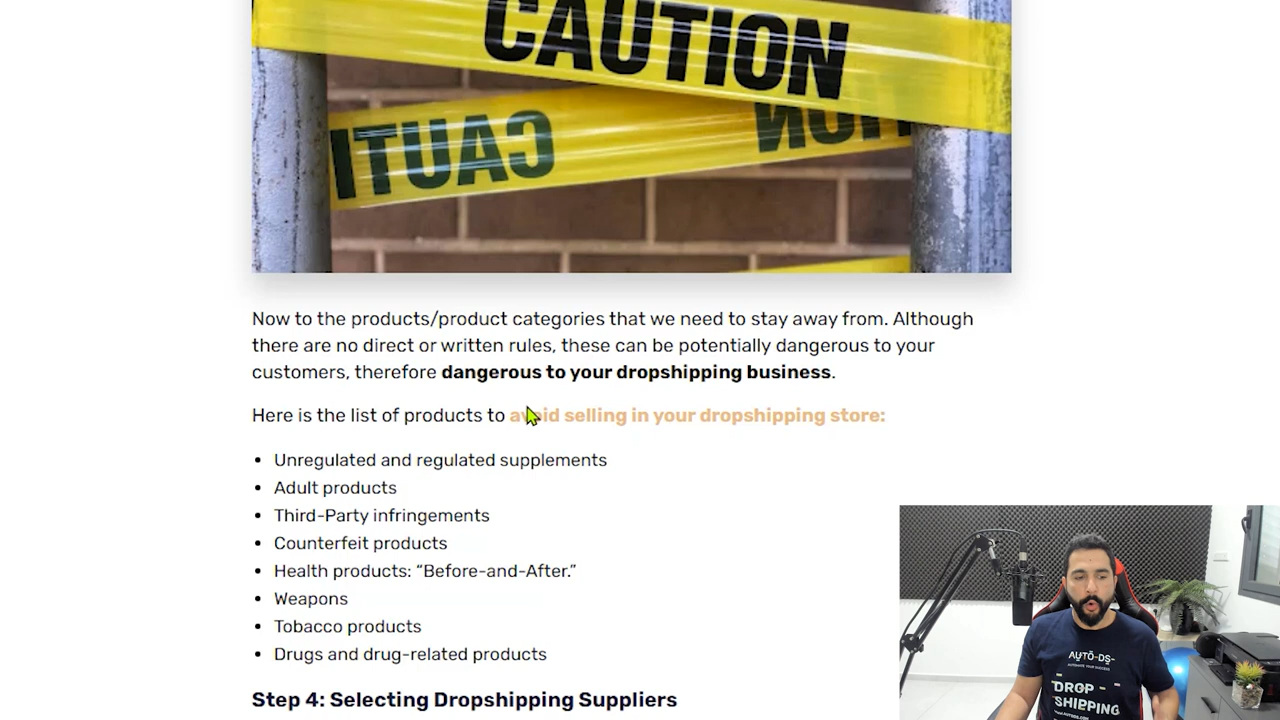 CAUTION
CAUTI
Now to the products/product categories that we need to stay away from. Although
there are no direct or written rules, these can be potentially dangerous to your
customers, therefore dangerous to your dropshipping business.
Here is the list of products to avoid selling in your dropshipping store:
• Unregulated and regulated supplements
• Adult products
• Third-Party infringements
• Counterfeit products
• Health products: “Before-and-After.”
• Weapons
• Tobacco products
• Drugs and drug-related products
Step 4: Selecting Dropshipping Suppliers
AUTO-DS
AUTOMATE YOUR SUCCESS
DROP
SHIPPING